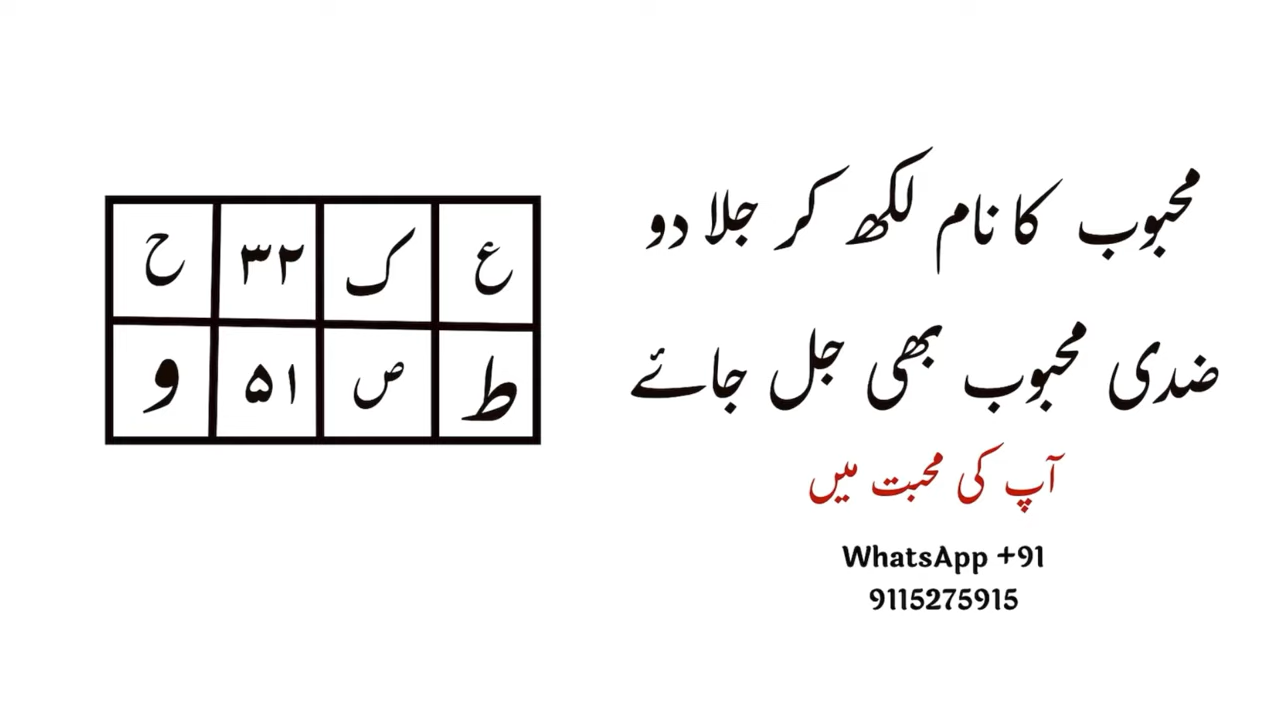 محبوب کا نام لکھ کر جلا دو
ضدی محبوب بھی جل جائے
آپ کی محبت میں
WhatsApp +91
9115275915
ع ک ۳۲ ح
ط ص ۵۱ و